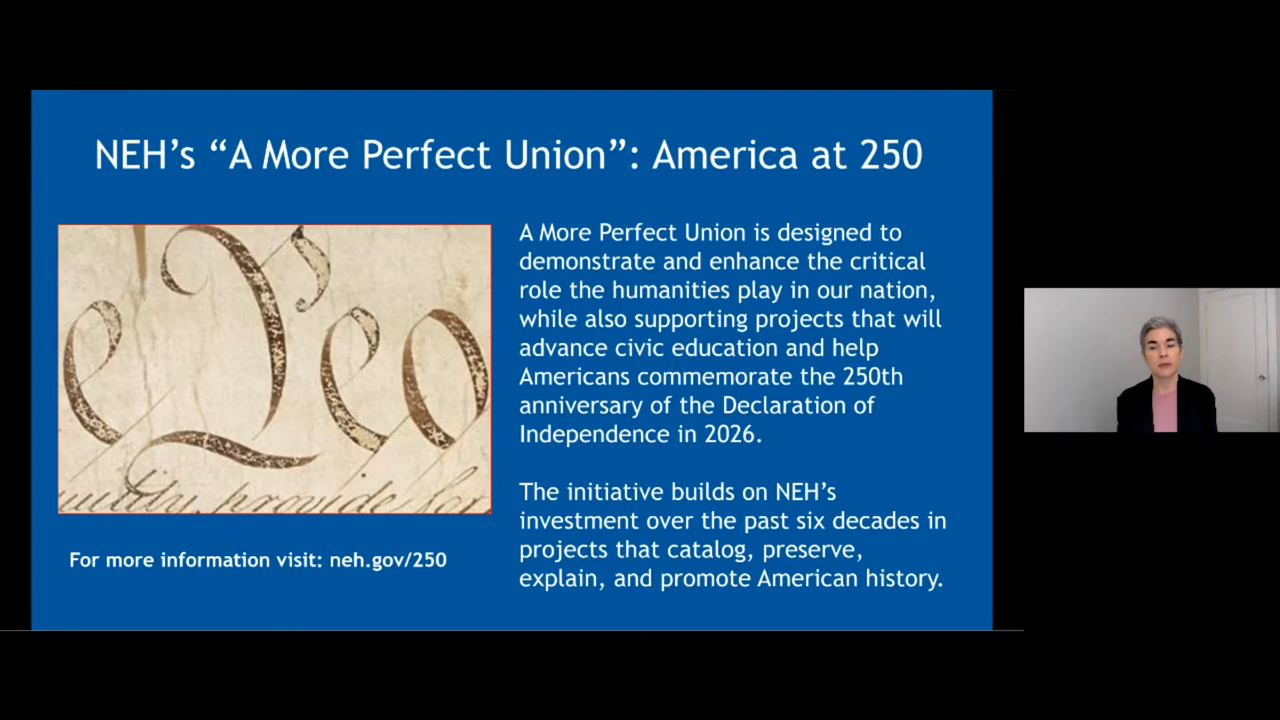 NEH’s “A More Perfect Union”: America at 250
e Peo
provide for
For more information visit: neh.gov/250
A More Perfect Union is designed to
demonstrate and enhance the critical
role the humanities play in our nation,
while also supporting projects that will
advance civic education and help
Americans commemorate the 250th
anniversary of the Declaration of
Independence in 2026.
The initiative builds on NEH’s
investment over the past six decades in
projects that catalog, preserve,
explain, and promote American history.